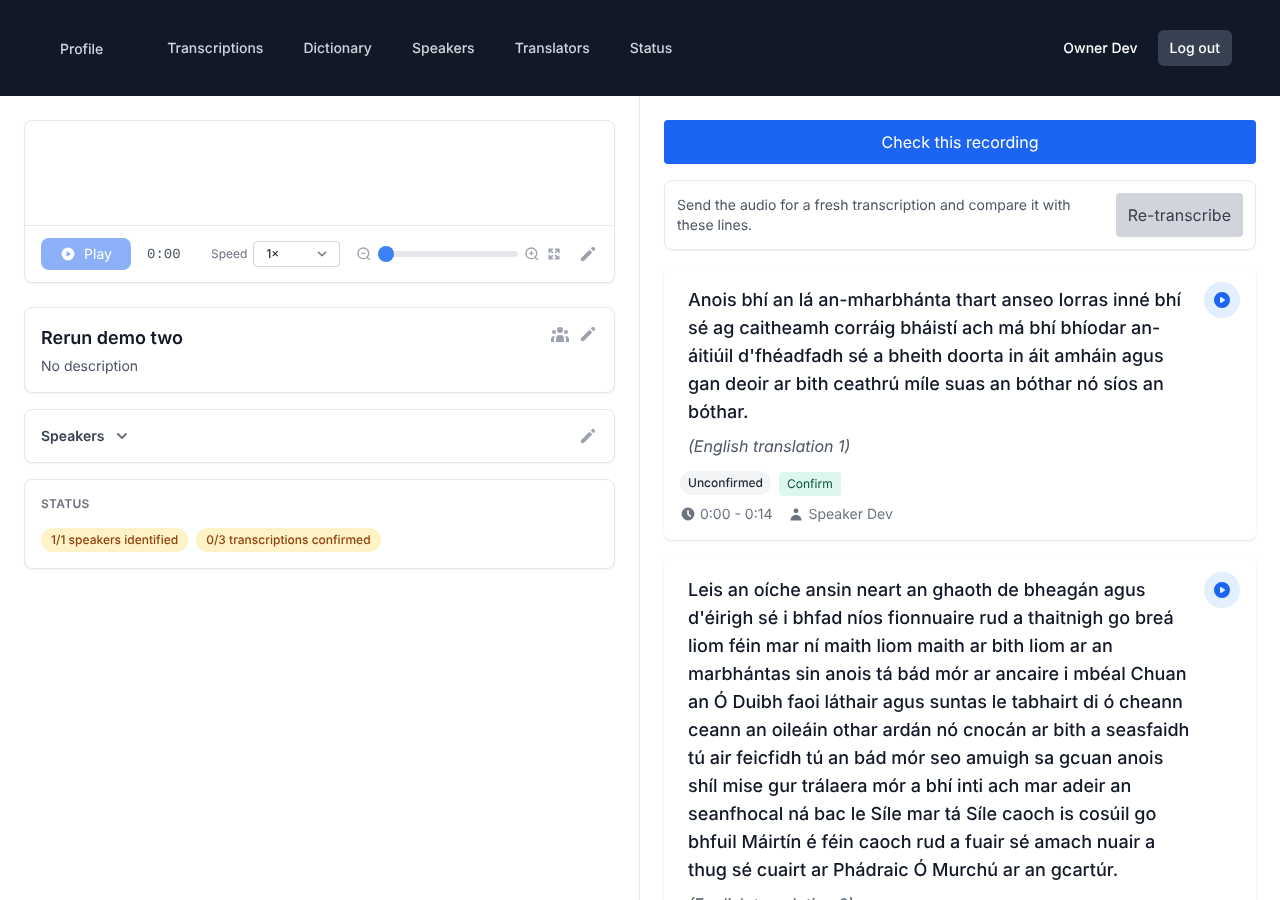 Profile
Transcriptions
Dictionary
Speakers
Translators
Status
Owner Dev
Log out
Play
0:00
Speed
1×
Rerun demo two
No description
Speakers
STATUS
1/1 speakers identified
0/3 transcriptions confirmed
Check this recording
Send the audio for a fresh transcription and compare it with
these lines.
Re-transcribe
Anois bhí an lá an-mharbhánta thart anseo Iorras inné bhí
sé ag caitheamh corráig bháistí ach má bhí bhíodar an-
áitiúil d'fhéadfadh sé a bheith doorta in áit amháin agus
gan deoir ar bith ceathrú míle suas an bóthar nó síos an
bóthar.
(English translation 1)
Unconfirmed
Confirm
0:00 - 0:14
Speaker Dev
Leis an oíche ansin neart an ghaoth de bheagán agus
d'éirigh sé i bhfad níos fionnuaire rud a thaitnigh go breá
liom féin mar ní maith liom maith ar bith liom ar an
marbhántas sin anois tá bád mór ar ancaire i mbéal Chuan
an Ó Duibh faoi láthair agus suntas le tabhairt di ó cheann
ceann an oileáin othar ardán nó cnocán ar bith a seasfaidh
tú air feicfidh tú an bád mór seo amuigh sa gcuan anois
shíl mise gur trálaera mór a bhí inti ach mar adeir an
seanfhocal ná bac le Síle mar tá Síle caoch is cosúil go
bhfuil Máirtín é féin caoch rud a fuair sé amach nuair a
thug sé cuairt ar Phádraic Ó Murchú ar an gcartúr.